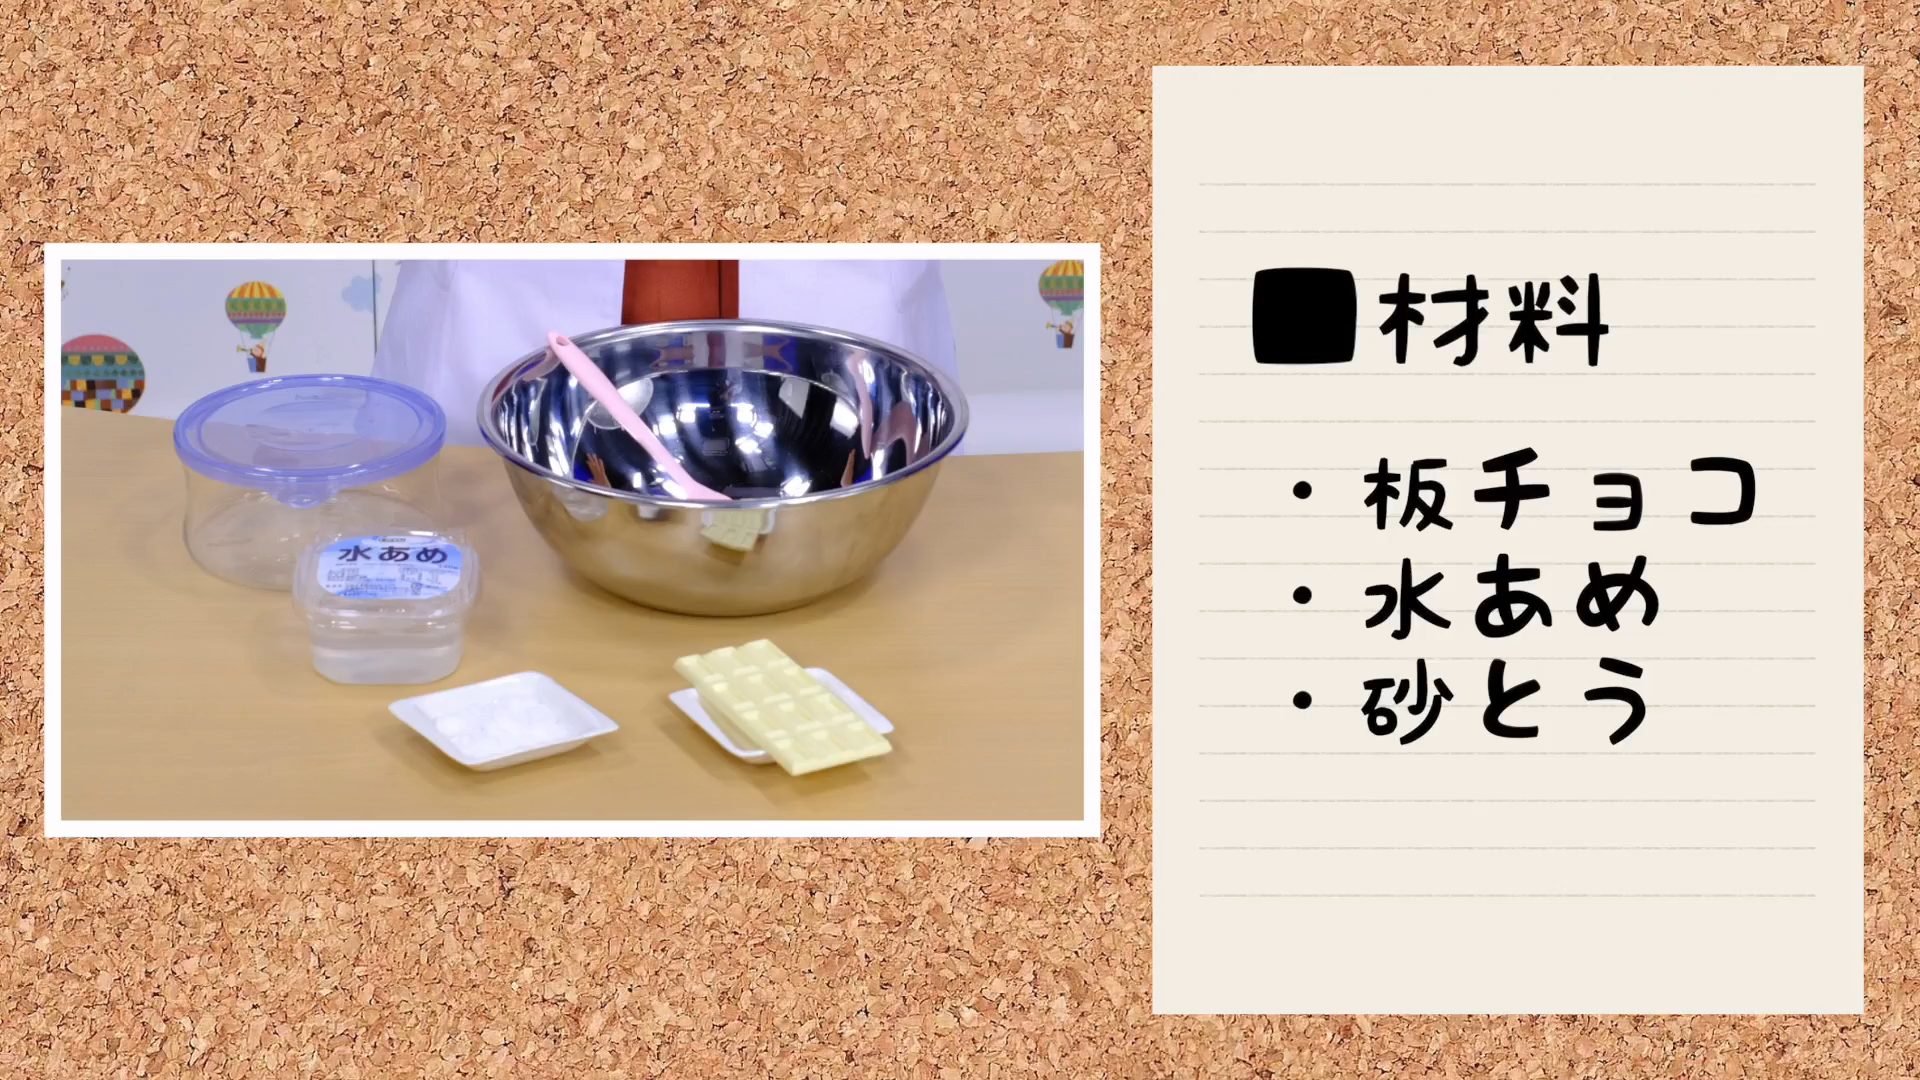 水あめ
■材料
・板チョコ
・水あめ
・砂とう